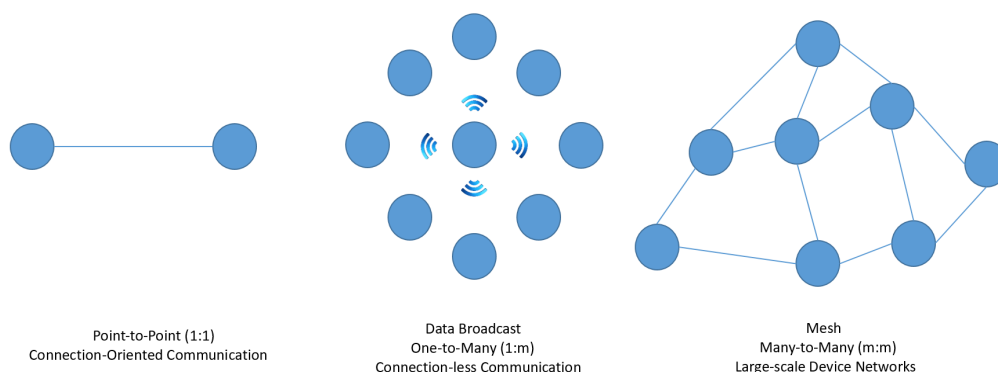 Point-to-Point (1:1)
Connection-Oriented Communication
Data Broadcast
One-to-Many (1:m)
Connection-less Communication
Mesh
Many-to-Many (m:m)
Large-scale Device Networks